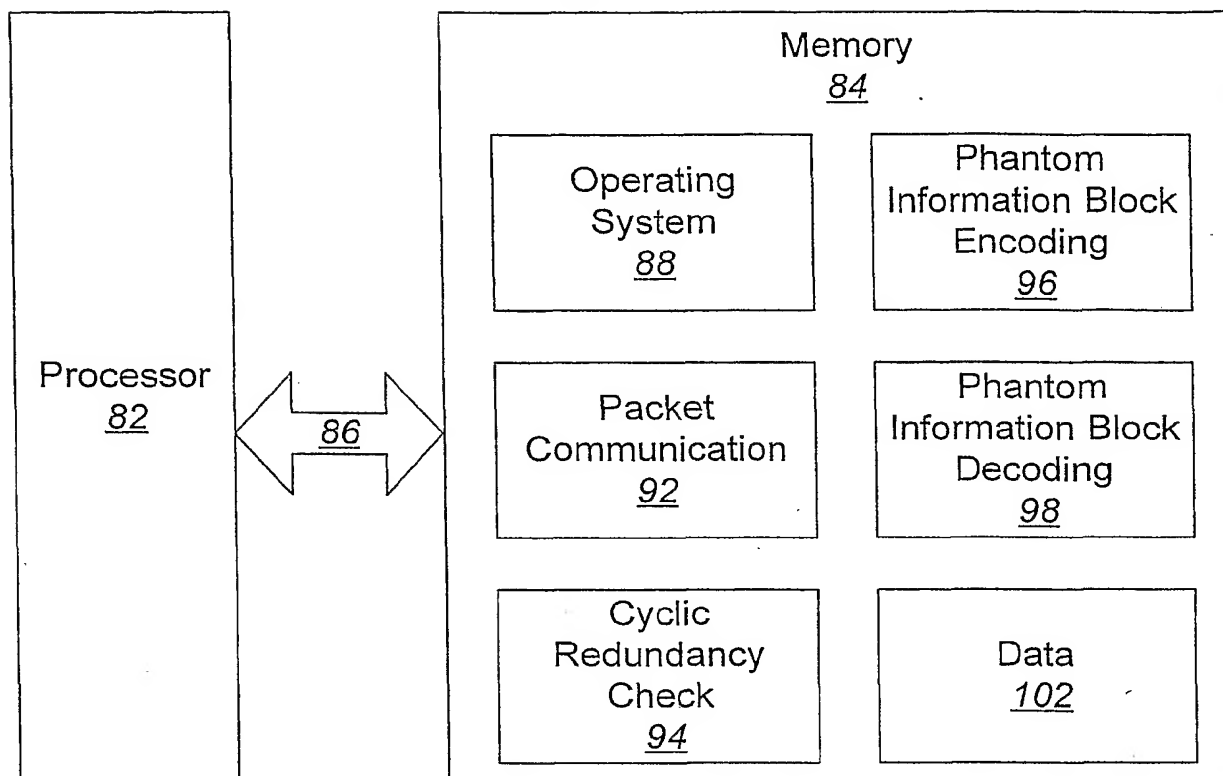 Processor
82
86
Memory
84
Operating
System
88
Phantom
Information Block
Encoding
96
Packet
Communication
92
Phantom
Information Block
Decoding
98
Cyclic
Redundancy
Check
94
Data
102